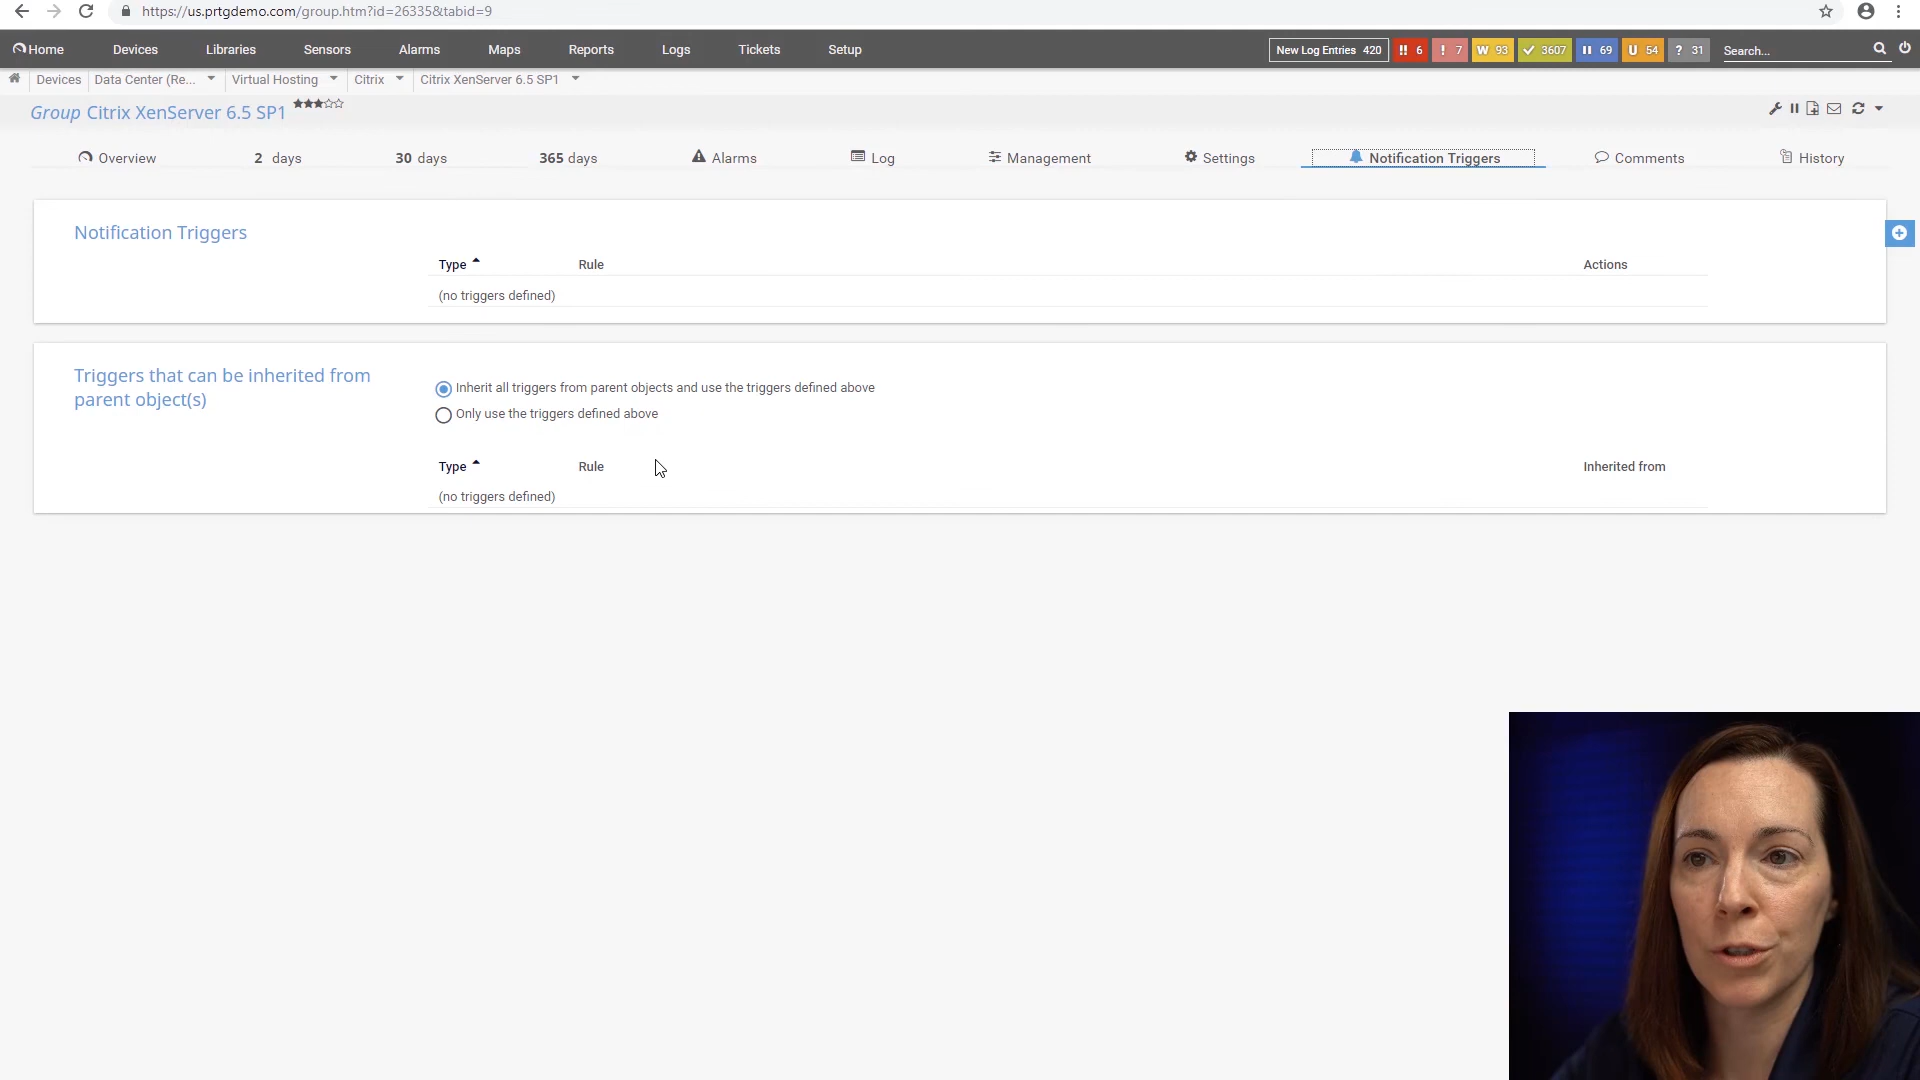 https://us.prtgdemo.com/group.htm?id=26335&tabid=9
Home Devices Libraries Sensors Alarms Maps Reports Logs Tickets Setup New Log Entries 420 !! 6 ! 7 W 93 3607 69 U 54 ? 31 Search...
Devices Data Center (Re... Virtual Hosting Citrix Citrix XenServer 6.5 SP1
Group Citrix XenServer 6.5 SP1
Overview 2 days 30 days 365 days Alarms Log Management Settings Notification Triggers Comments History
Notification Triggers
Type Rule Actions
(no triggers defined)
Triggers that can be inherited from
parent object(s)
Inherit all triggers from parent objects and use the triggers defined above
Only use the triggers defined above
Type Rule Inherited from
(no triggers defined)